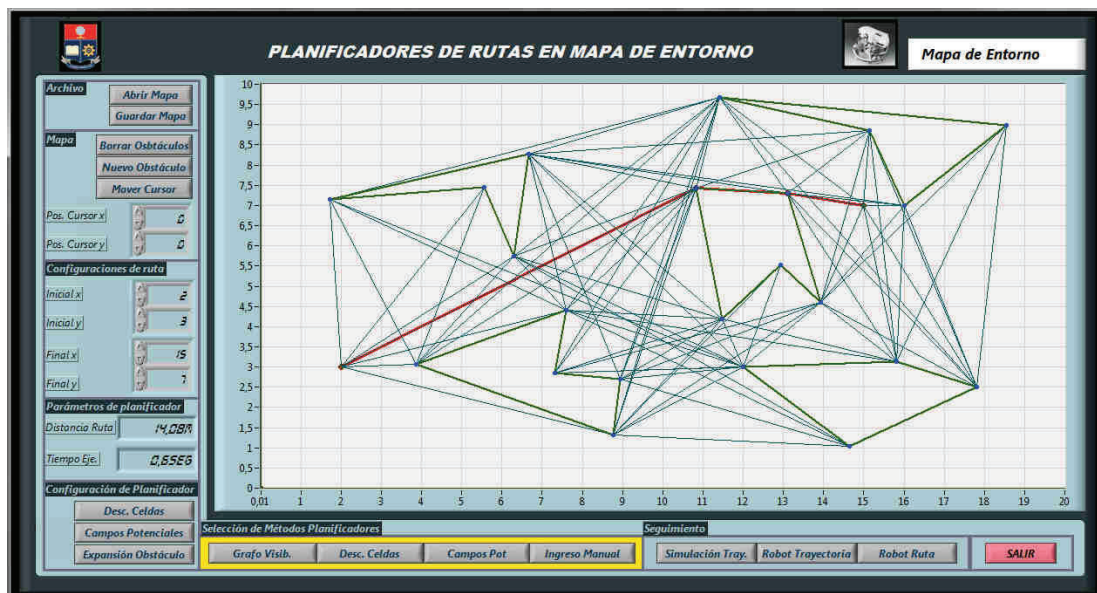 PLANIFICADORES DE RUTAS EN MAPA DE ENTORNO
Mapa de Entorno
Archivo
Abrir Mapa
Guardar Mapa
Mapa
Borrar Osbtáculos
Nuevo Obstáculo
Mover Cursor
Pos. Cursor x
0
Pos. Cursor y
0
Configuraciones de ruta
Inicial x
2
Inicial y
3
Final x
15
Final y
7
Parámetros de planificador
Distancia Ruta
Tiempo Eje.
Configuración de Planificador
Desc. Celdas
Campos Potenciales
Expansión Obstáculo
10
9,5
9
8,5
8
7,5
7
6,5
6
5,5
5
4,5
4
3,5
3
2,5
2
1,5
1
0,5
0
0,01 1 2 3 4 5 6 7 8 9 10 11 12 13 14 15 16 17 18 19 20
Selección de Métodos Planificadores
Grafo Visib. Desc. Celdas Campos Pot Ingreso Manual
Seguimiento
Simulación Tray. Robot Trayectoria Robot Ruta
SALIR